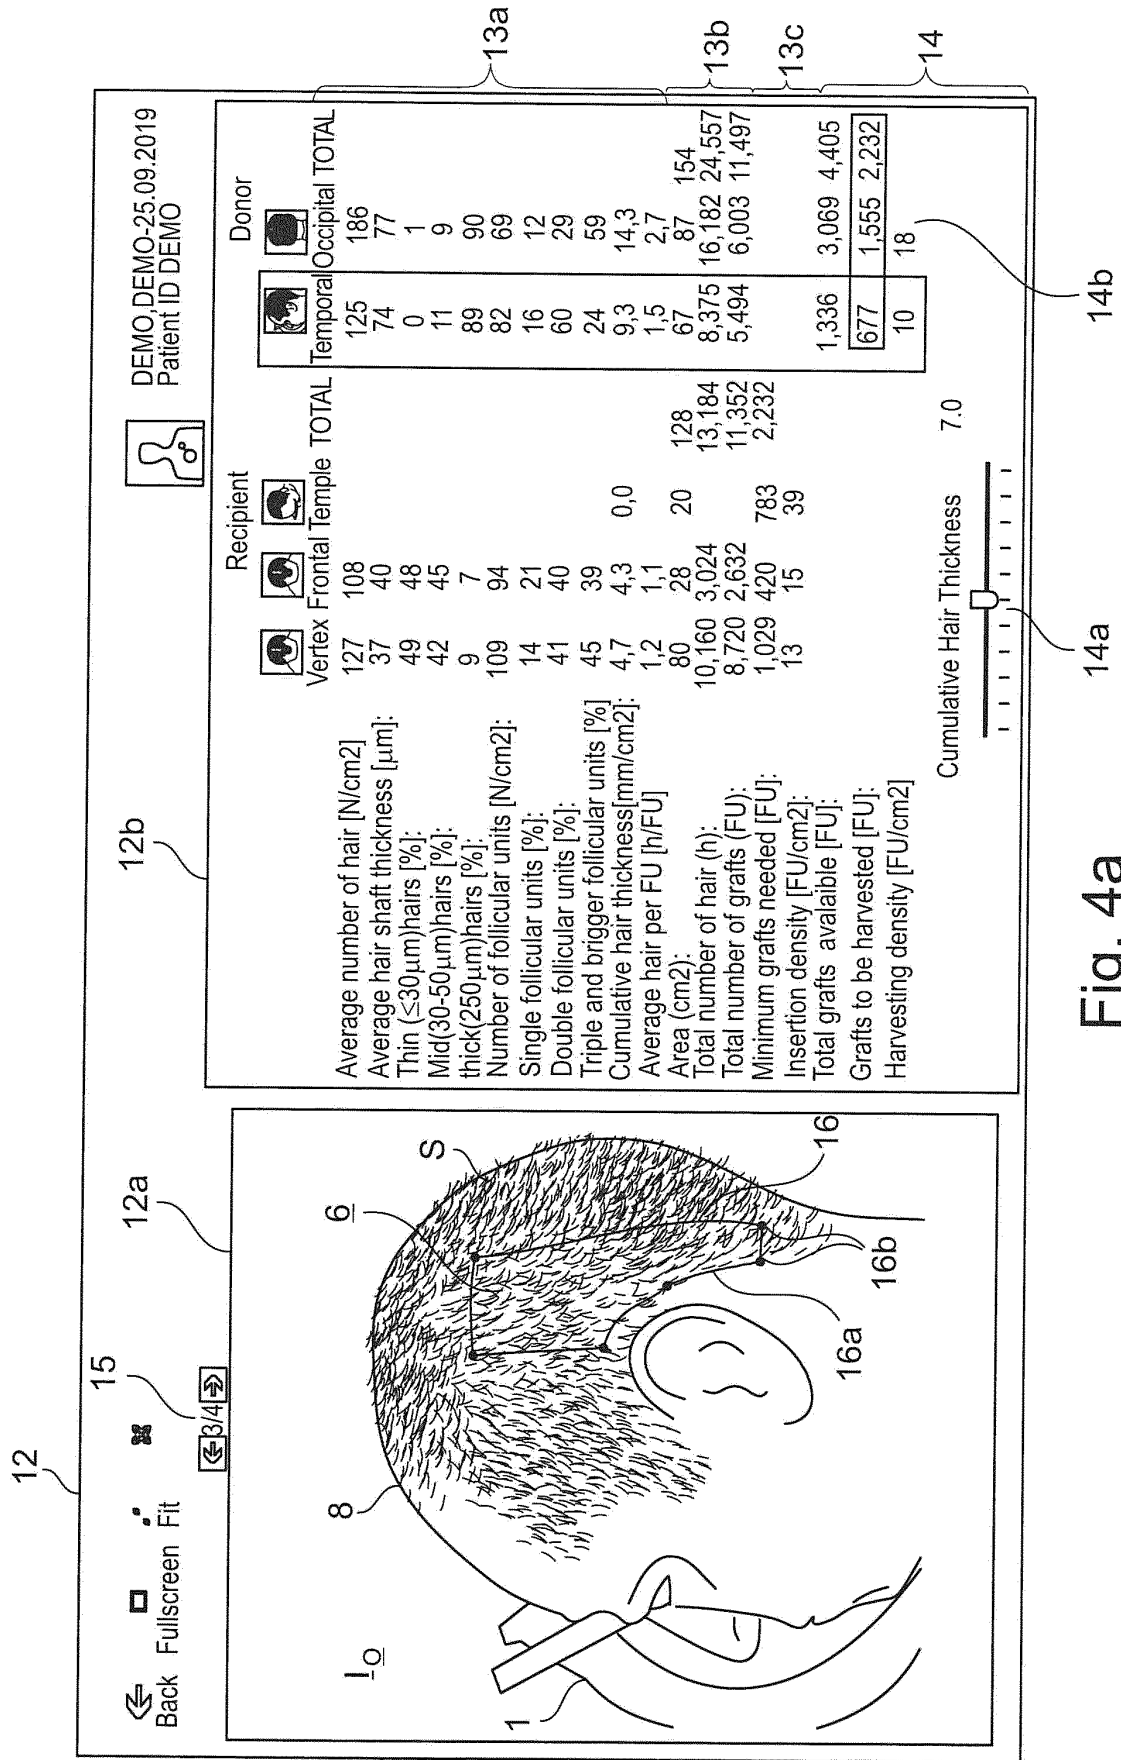 12
Back Fullscreen Fit
15
3/4
12a
12b
DEMO,DEMO-25.09.2019
Patient ID DEMO
I0
1
8
6
S
16
16a
16b
Recipient Donor
Vertex Frontal Temple TOTAL Temporal Occipital TOTAL
Average number of hair [N/cm2] 127 108 125 186
Average hair shaft thickness [µm]: 37 40 74 77
Thin (≤30µm)hairs [%]: 49 48 0 1
Mid(30-50µm)hairs [%]: 42 45 11 9
thick(250µm)hairs [%]: 9 7 89 90
Number of follicular units [N/cm2]: 109 94 82 69
Single follicular units [%]: 14 21 16 12
Double follicular units [%]: 41 40 60 29
Triple and brigger follicular units [%] 45 39 24 59
Cumulative hair thickness[mm/cm2]: 4,7 4,3 0,0 9,3 14,3
Average hair per FU [h/FU] 1,2 1,1 1,5 2,7
Area (cm2): 80 28 20 128 67 87 154
Total number of hair (h): 10,160 3,024 13,184 8,375 16,182 24,557
Total number of grafts (FU): 8,720 2,632 11,352 5,494 6,003 11,497
Minimum grafts needed [FU]: 1,029 420 783 2,232
Insertion density [FU/cm2]: 13 15 39
Total grafts avalaible [FU]: 1,336 3,069 4,405
Grafts to be harvested [FU]: 677 1,555 2,232
Harvesting density [FU/cm2] 10 18
Cumulative Hair Thickness 7.0
13a
13b
13c
14
14a
14b
Fig. 4a